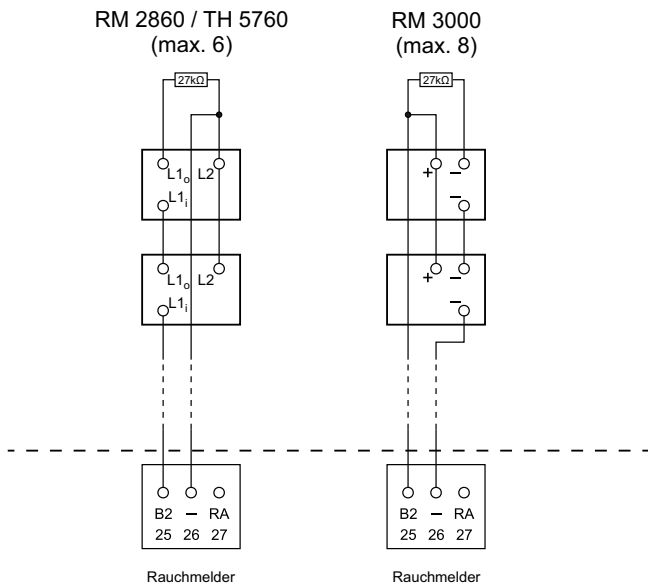 RM 2860 / TH 5760
(max. 6)
27kΩ
L1o L2
L1i
L1o L2
L1i
B2 – RA
25 26 27
Rauchmelder
RM 3000
(max. 8)
27kΩ
+ –
–
+ –
–
B2 – RA
25 26 27
Rauchmelder